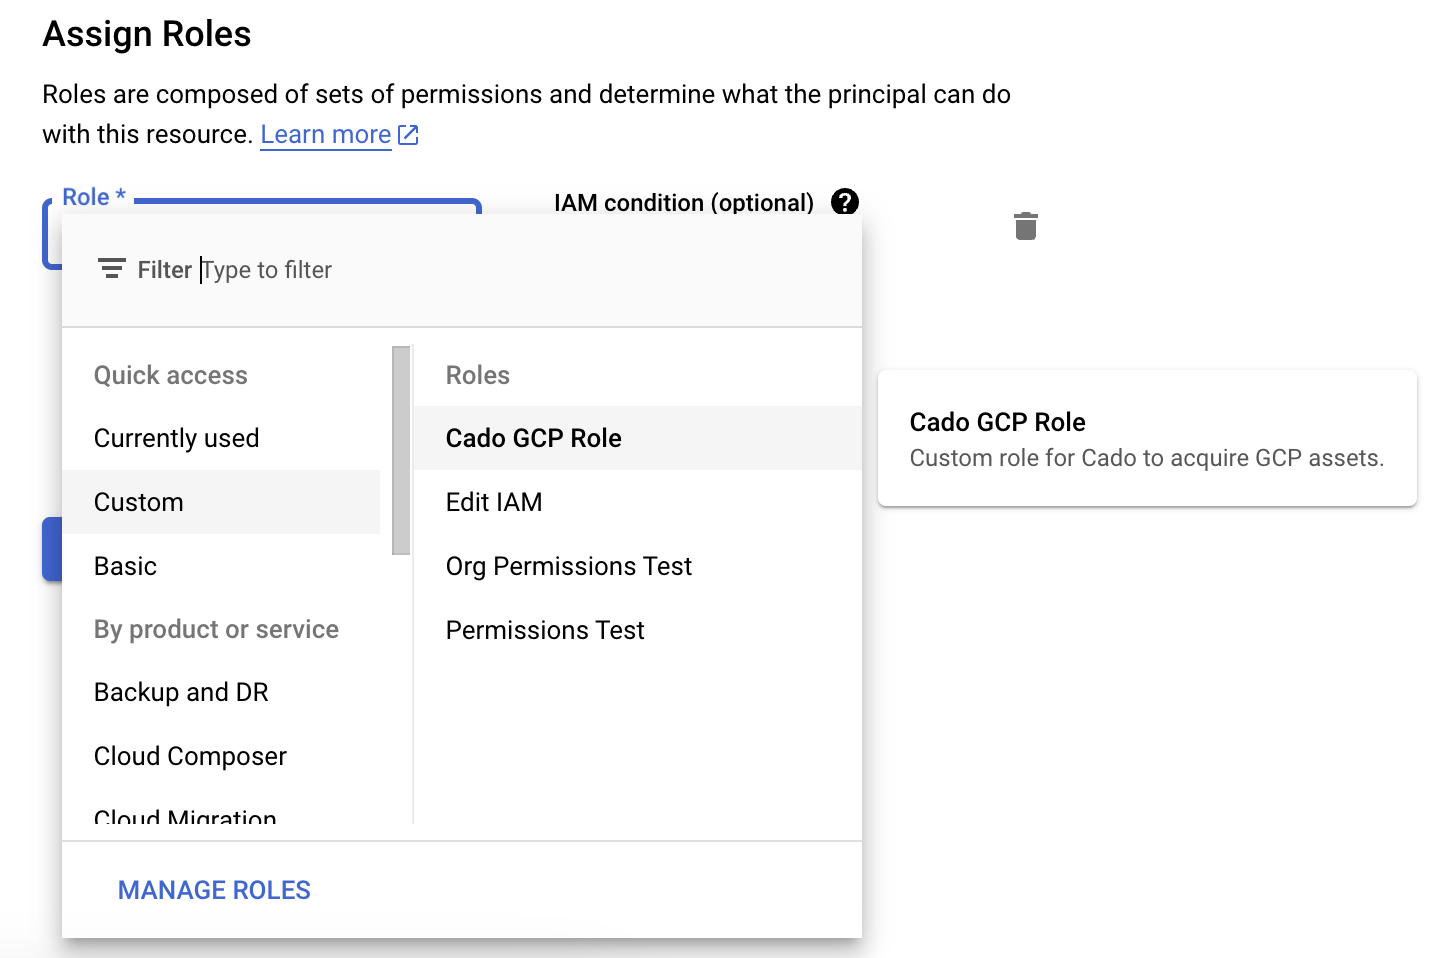 Assign Roles
Roles are composed of sets of permissions and determine what the principal can do
with this resource. Learn more
Role *
IAM condition (optional)
Filter Type to filter
Quick access
Currently used
Custom
Basic
By product or service
Backup and DR
Cloud Composer
Cloud Migration
Roles
Cado GCP Role
Edit IAM
Org Permissions Test
Permissions Test
Cado GCP Role
Custom role for Cado to acquire GCP assets.
MANAGE ROLES